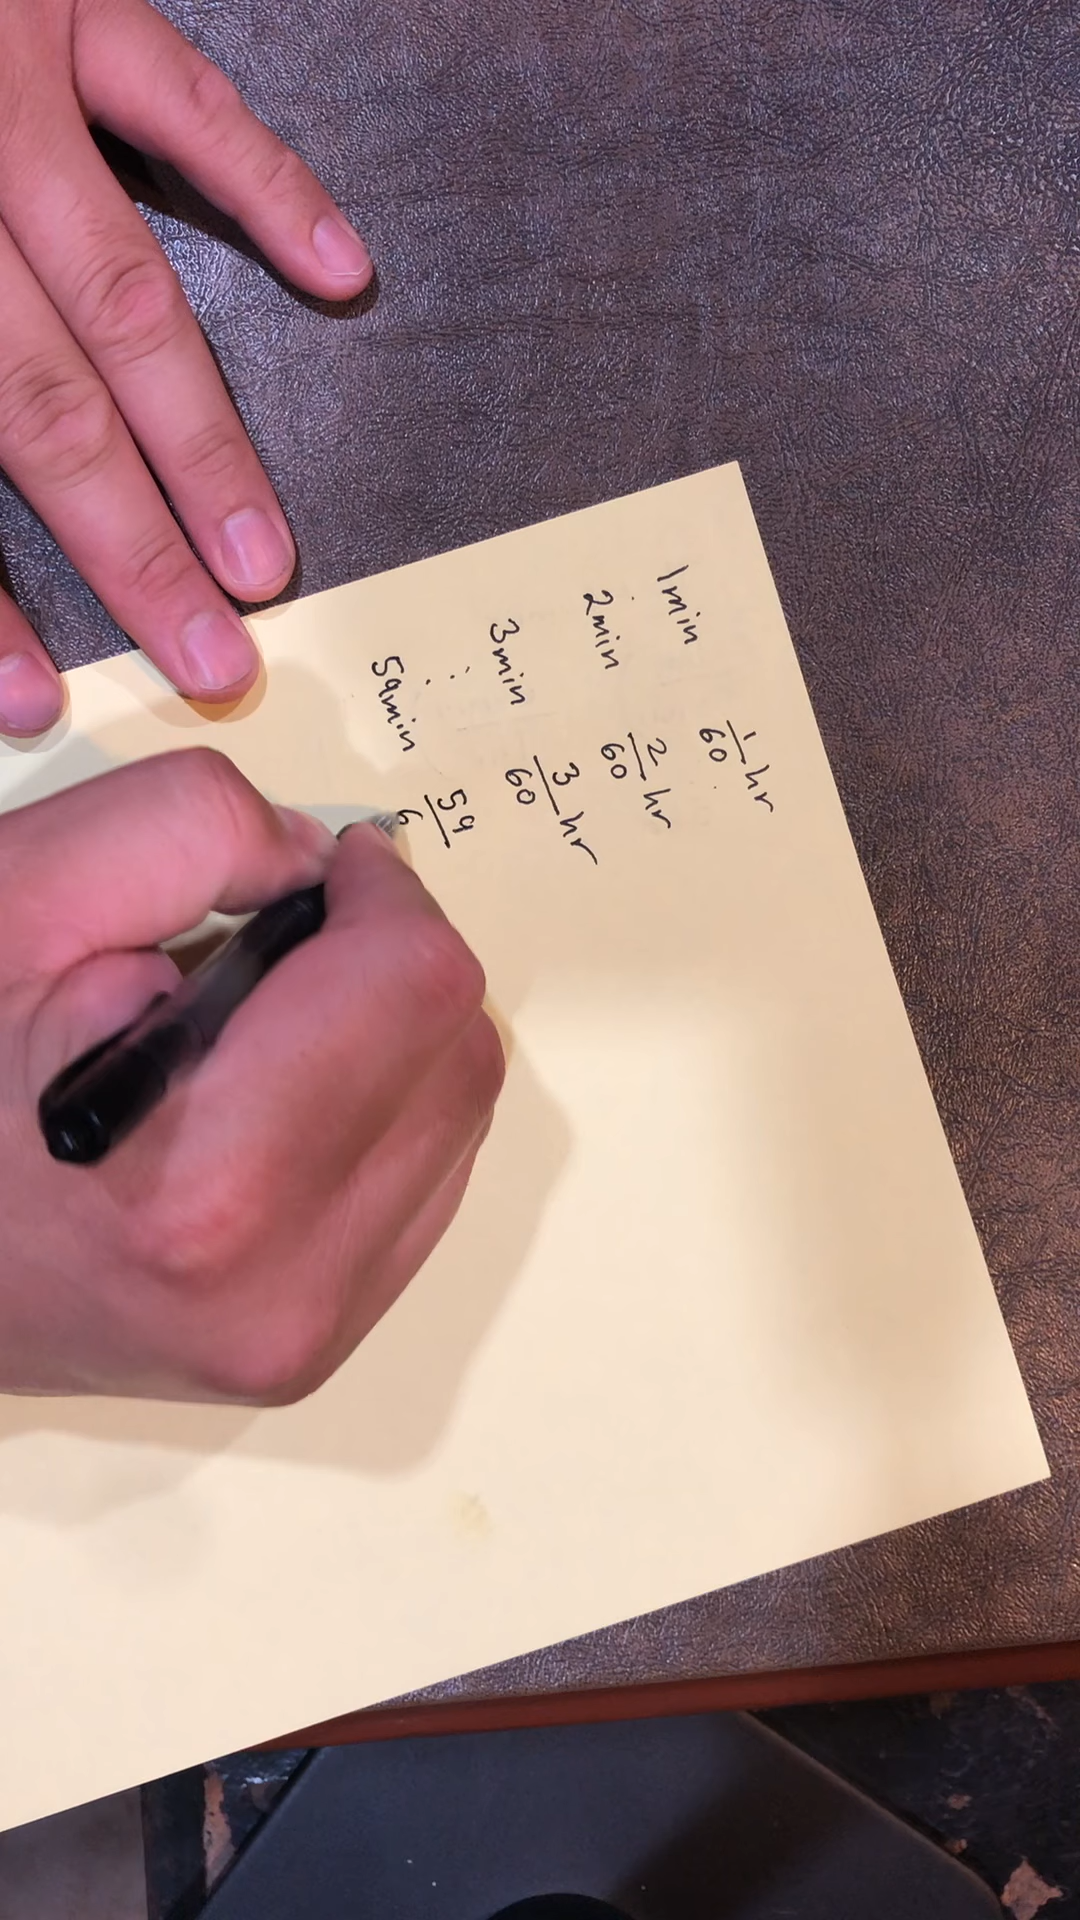 1min 1/60 hr
2min 2/60 hr
3min 3/60 hr
⋮
59min 59/6